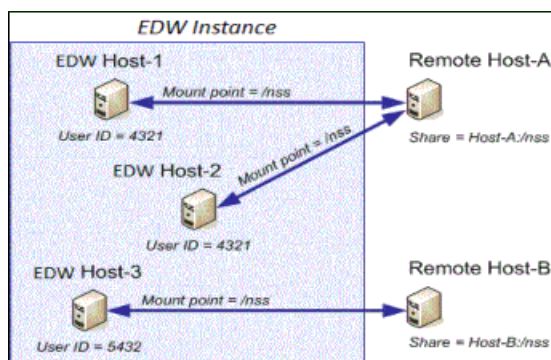 EDW Instance
EDW Host-1
Remote Host-A
Mount point = /nss
User ID = 4321
Share = Host-A:/nss
Mount point = /nss
EDW Host-2
User ID = 4321
EDW Host-3
Remote Host-B
Mount point = /nss
User ID = 5432
Share = Host-B:/nss